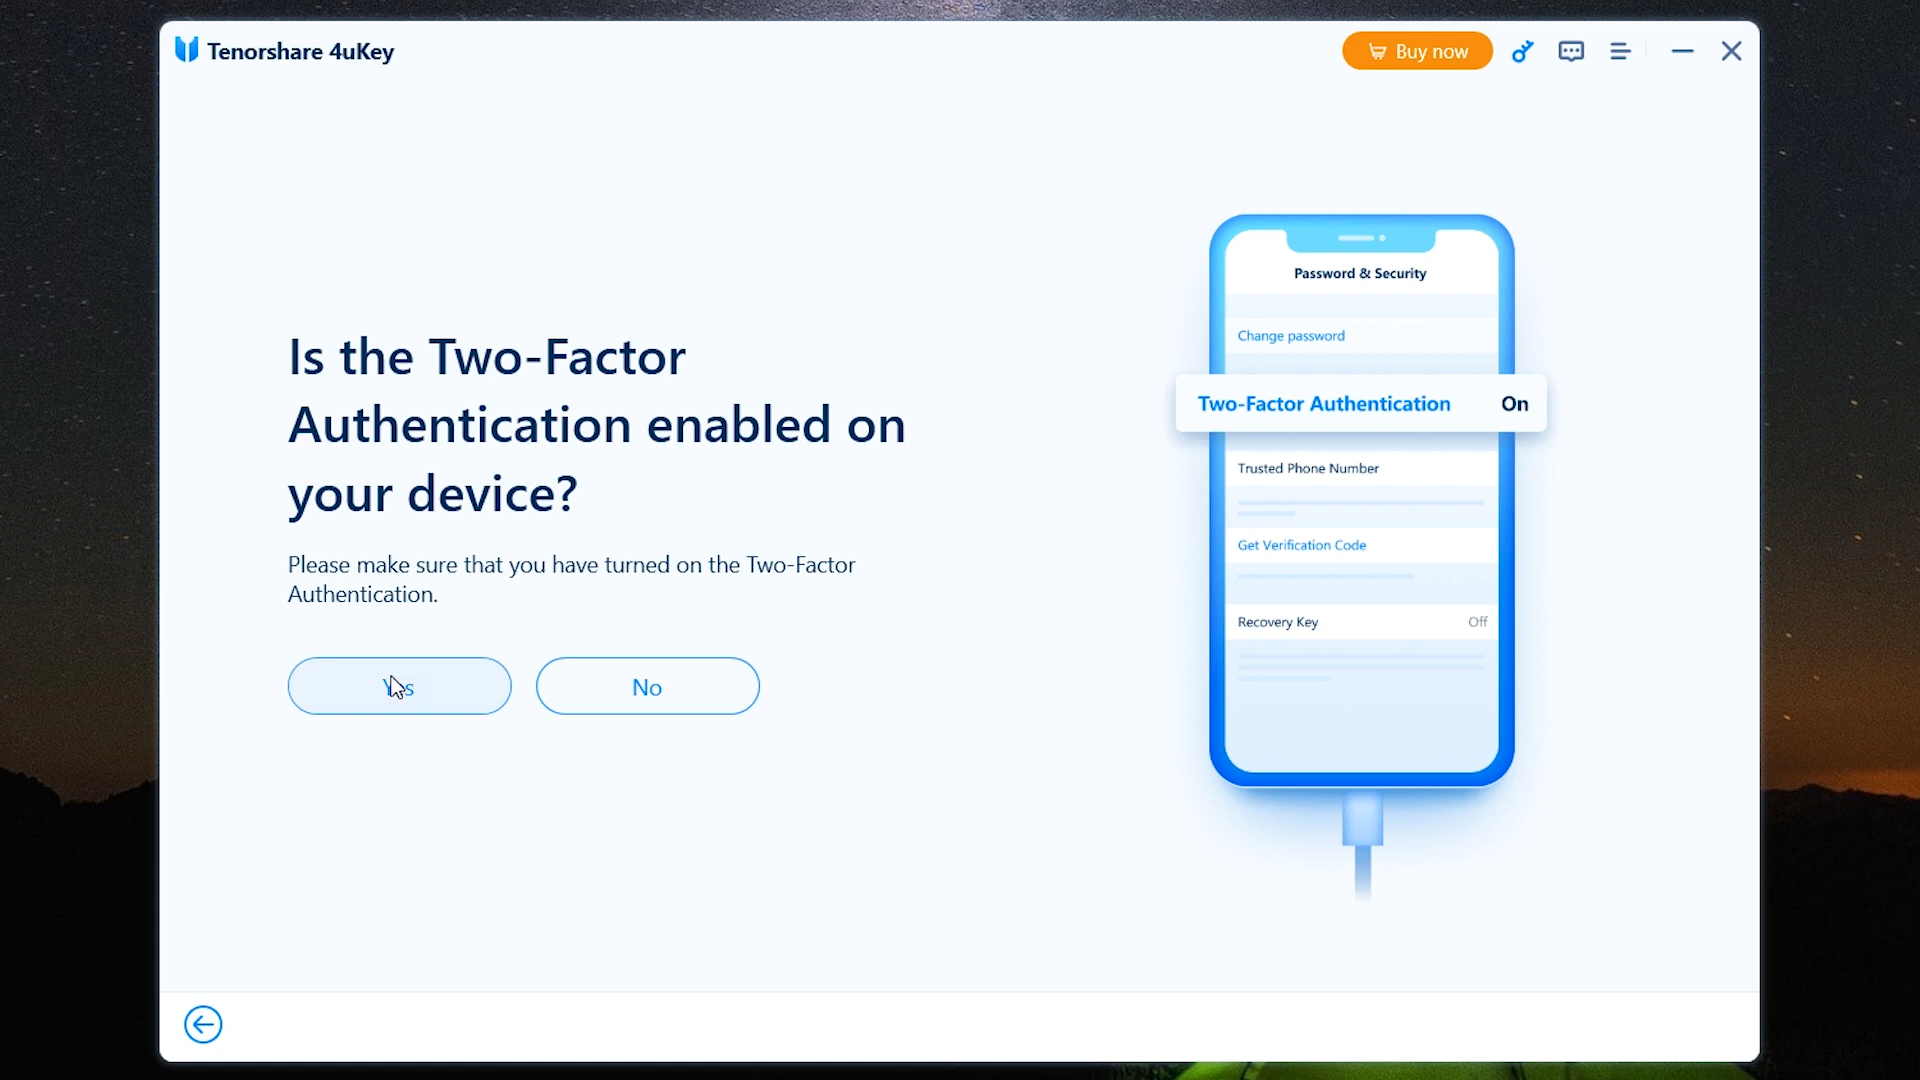 Tenorshare 4uKey
Buy now
Is the Two-Factor
Authentication enabled on
your device?
Please make sure that you have turned on the Two-Factor
Authentication.
Yes
No
Password & Security
Change password
Two-Factor Authentication On
Trusted Phone Number
Get Verification Code
Recovery Key Off